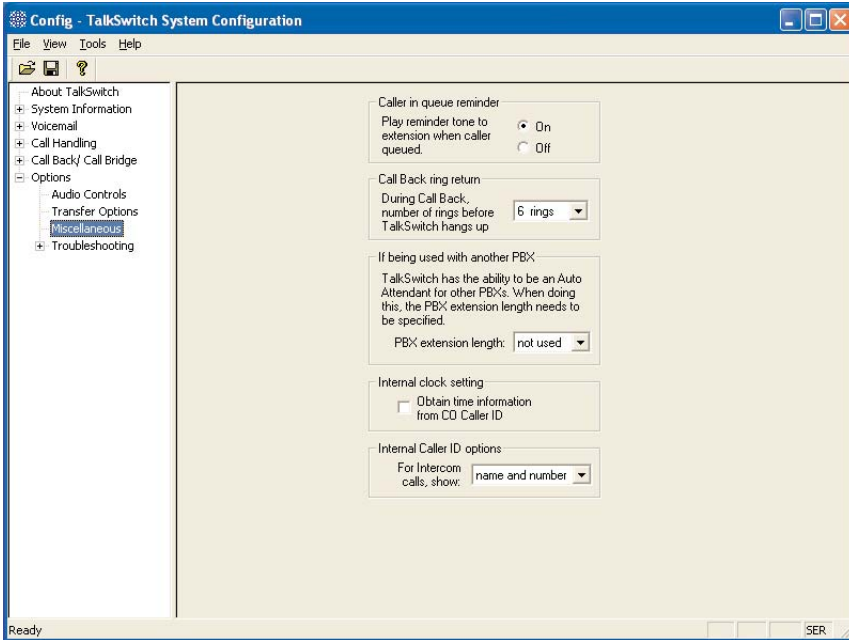 Config - TalkSwitch System Configuration
File View Tools Help
About TalkSwitch
System Information
Voicemail
Call Handling
Call Back/ Call Bridge
Options
Audio Controls
Transfer Options
Miscellaneous
Troubleshooting
Caller in queue reminder
Play reminder tone to
extension when caller
queued.
On
Off
Call Back ring return
During Call Back,
number of rings before
TalkSwitch hangs up
6 rings
If being used with another PBX
TalkSwitch has the ability to be an Auto
Attendant for other PBXs. When doing
this, the PBX extension length needs to
be specified.
PBX extension length: not used
Internal clock setting
Obtain time information
from CO Caller ID
Internal Caller ID options
For Intercom
calls, show: name and number
Ready
SER